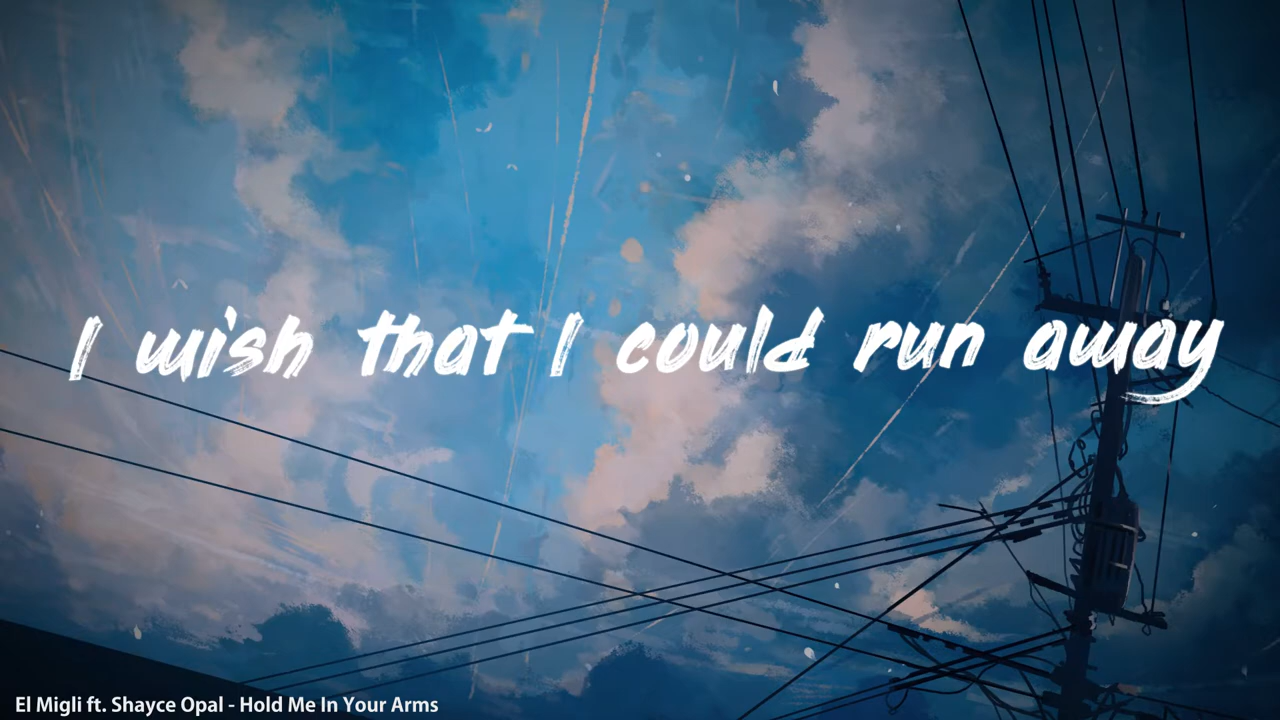 I wish that I could run away
El Migli ft. Shayce Opal - Hold Me In Your Arms